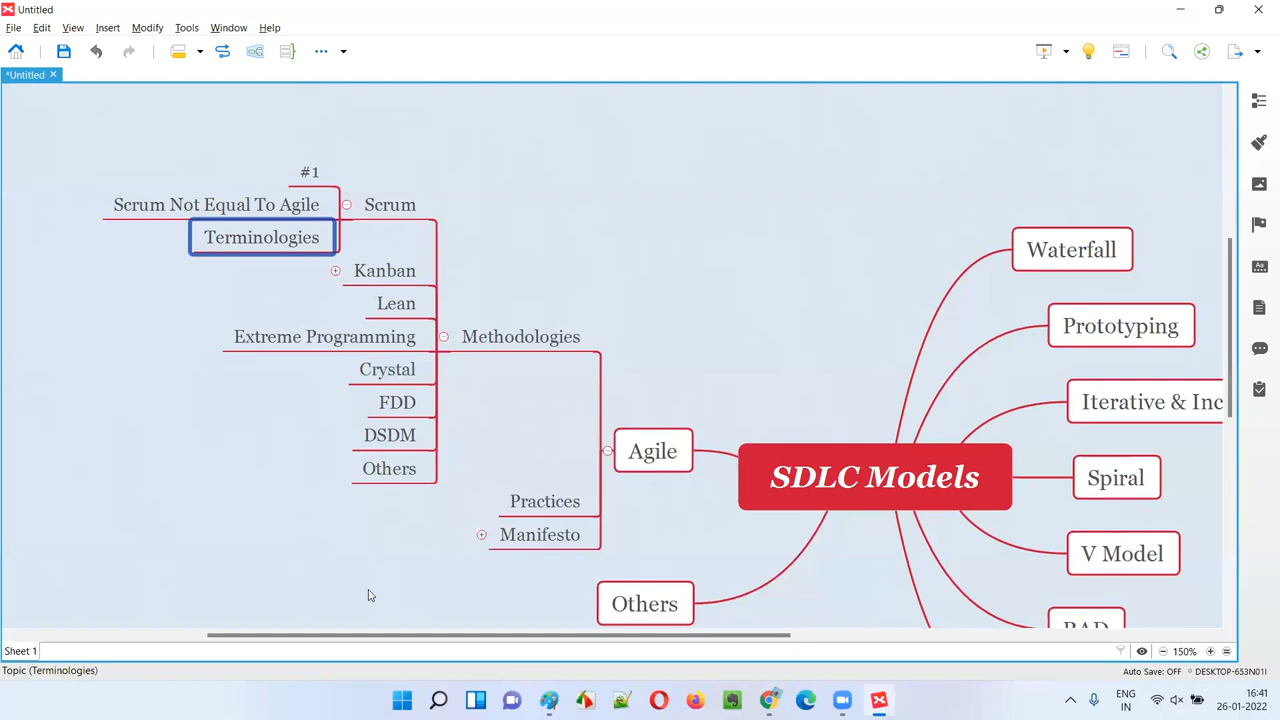 Untitled
File Edit View Insert Modify Tools Window Help
*Untitled
#1
Scrum Not Equal To Agile
Scrum
Terminologies
Kanban
Lean
Extreme Programming
Methodologies
Crystal
FDD
DSDM
Others
Practices
Manifesto
Agile
SDLC Models
Others
Waterfall
Prototyping
Iterative & Inc
Spiral
V Model
RAD
Sheet 1
150%
Topic (Terminologies)
Auto Save: OFF
DESKTOP-653N01I
ENG
IN
16:41
26-01-2022